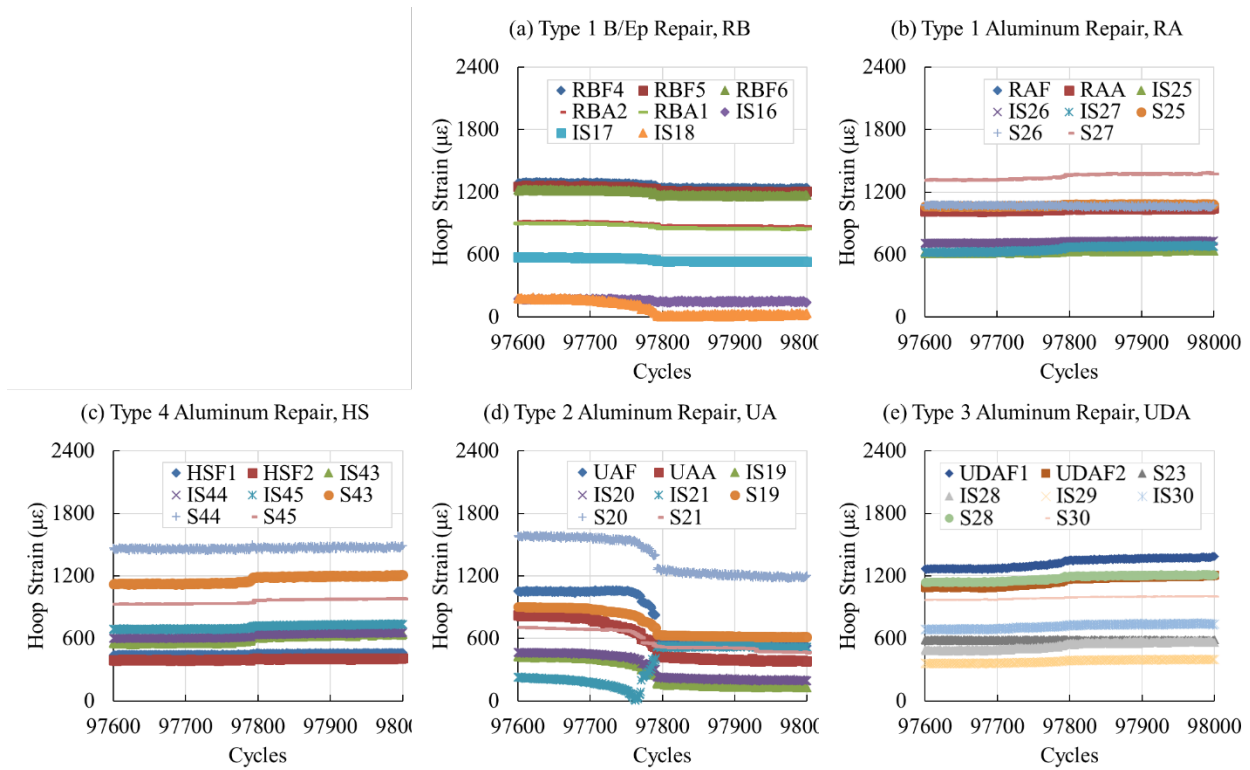 (a) Type 1 B/Ep Repair, RB
2400
1800
1200
600
0
Hoop Strain (με)
RBF4 RBF5 RBF6
RBA2 RBA1 IS16
IS17 IS18
97600 97700 97800 97900 9800
Cycles
(b) Type 1 Aluminum Repair, RA
2400
1800
1200
600
0
Hoop Strain (με)
RAF RAA IS25
IS26 IS27 S25
S26 S27
97600 97700 97800 97900 98000
Cycles
(c) Type 4 Aluminum Repair, HS
2400
1800
1200
600
0
Hoop Strain (με)
HSF1 HSF2 IS43
IS44 IS45 S43
S44 S45
97600 97700 97800 97900 9800
Cycles
(d) Type 2 Aluminum Repair, UA
2400
1800
1200
600
0
Hoop Strain (με)
UAF UAA IS19
IS20 IS21 S19
S20 S21
97600 97700 97800 97900 9800
Cycles
(e) Type 3 Aluminum Repair, UDA
2400
1800
1200
600
0
Hoop Strain (με)
UDAF1 UDAF2 S23
IS28 IS29 IS30
S28 S30
97600 97700 97800 97900 98000
Cycles